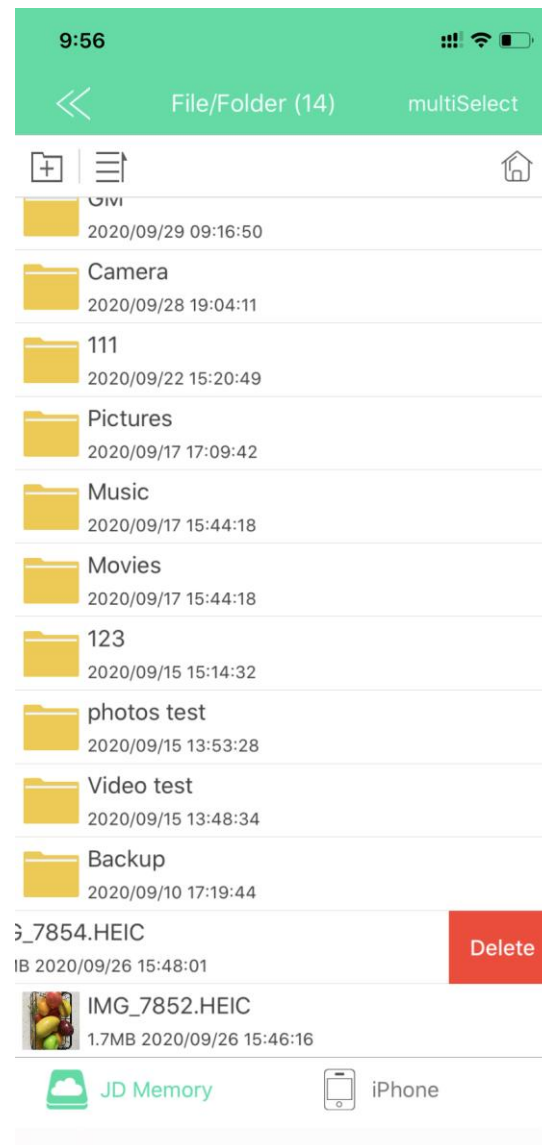 9:56
File/Folder (14)
multiSelect
GM
2020/09/29 09:16:50
Camera
2020/09/28 19:04:11
111
2020/09/22 15:20:49
Pictures
2020/09/17 17:09:42
Music
2020/09/17 15:44:18
Movies
2020/09/17 15:44:18
123
2020/09/15 15:14:32
photos test
2020/09/15 13:53:28
Video test
2020/09/15 13:48:34
Backup
2020/09/10 17:19:44
_7854.HEIC
2020/09/26 15:48:01
Delete
IMG_7852.HEIC
1.7MB 2020/09/26 15:46:16
JD Memory
iPhone